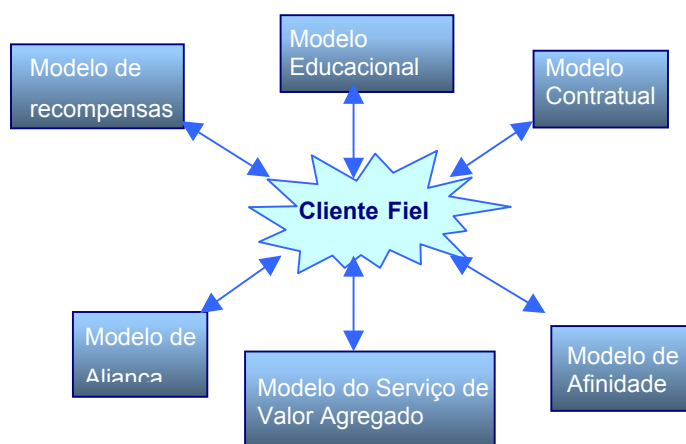 Modelo
Educacional
Modelo de
recompensas
Modelo
Contratual
Cliente Fiel
Modelo de
Aliança
Modelo do Serviço de
Valor Agregado
Modelo de
Afinidade